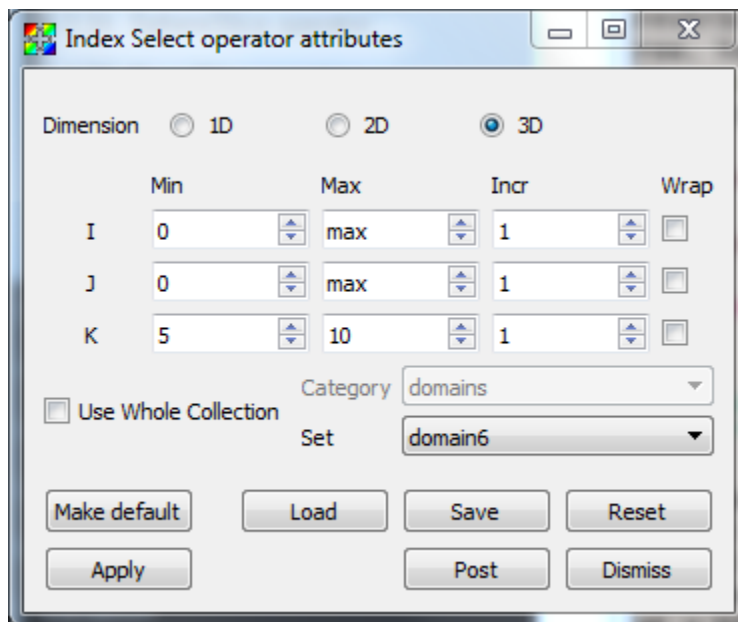 Index Select operator attributes
Dimension 1D 2D 3D
Min Max Incr Wrap
I 0 max 1
J 0 max 1
K 5 10 1
Category domains
Use Whole Collection
Set domain6
Make default Load Save Reset
Apply Post Dismiss